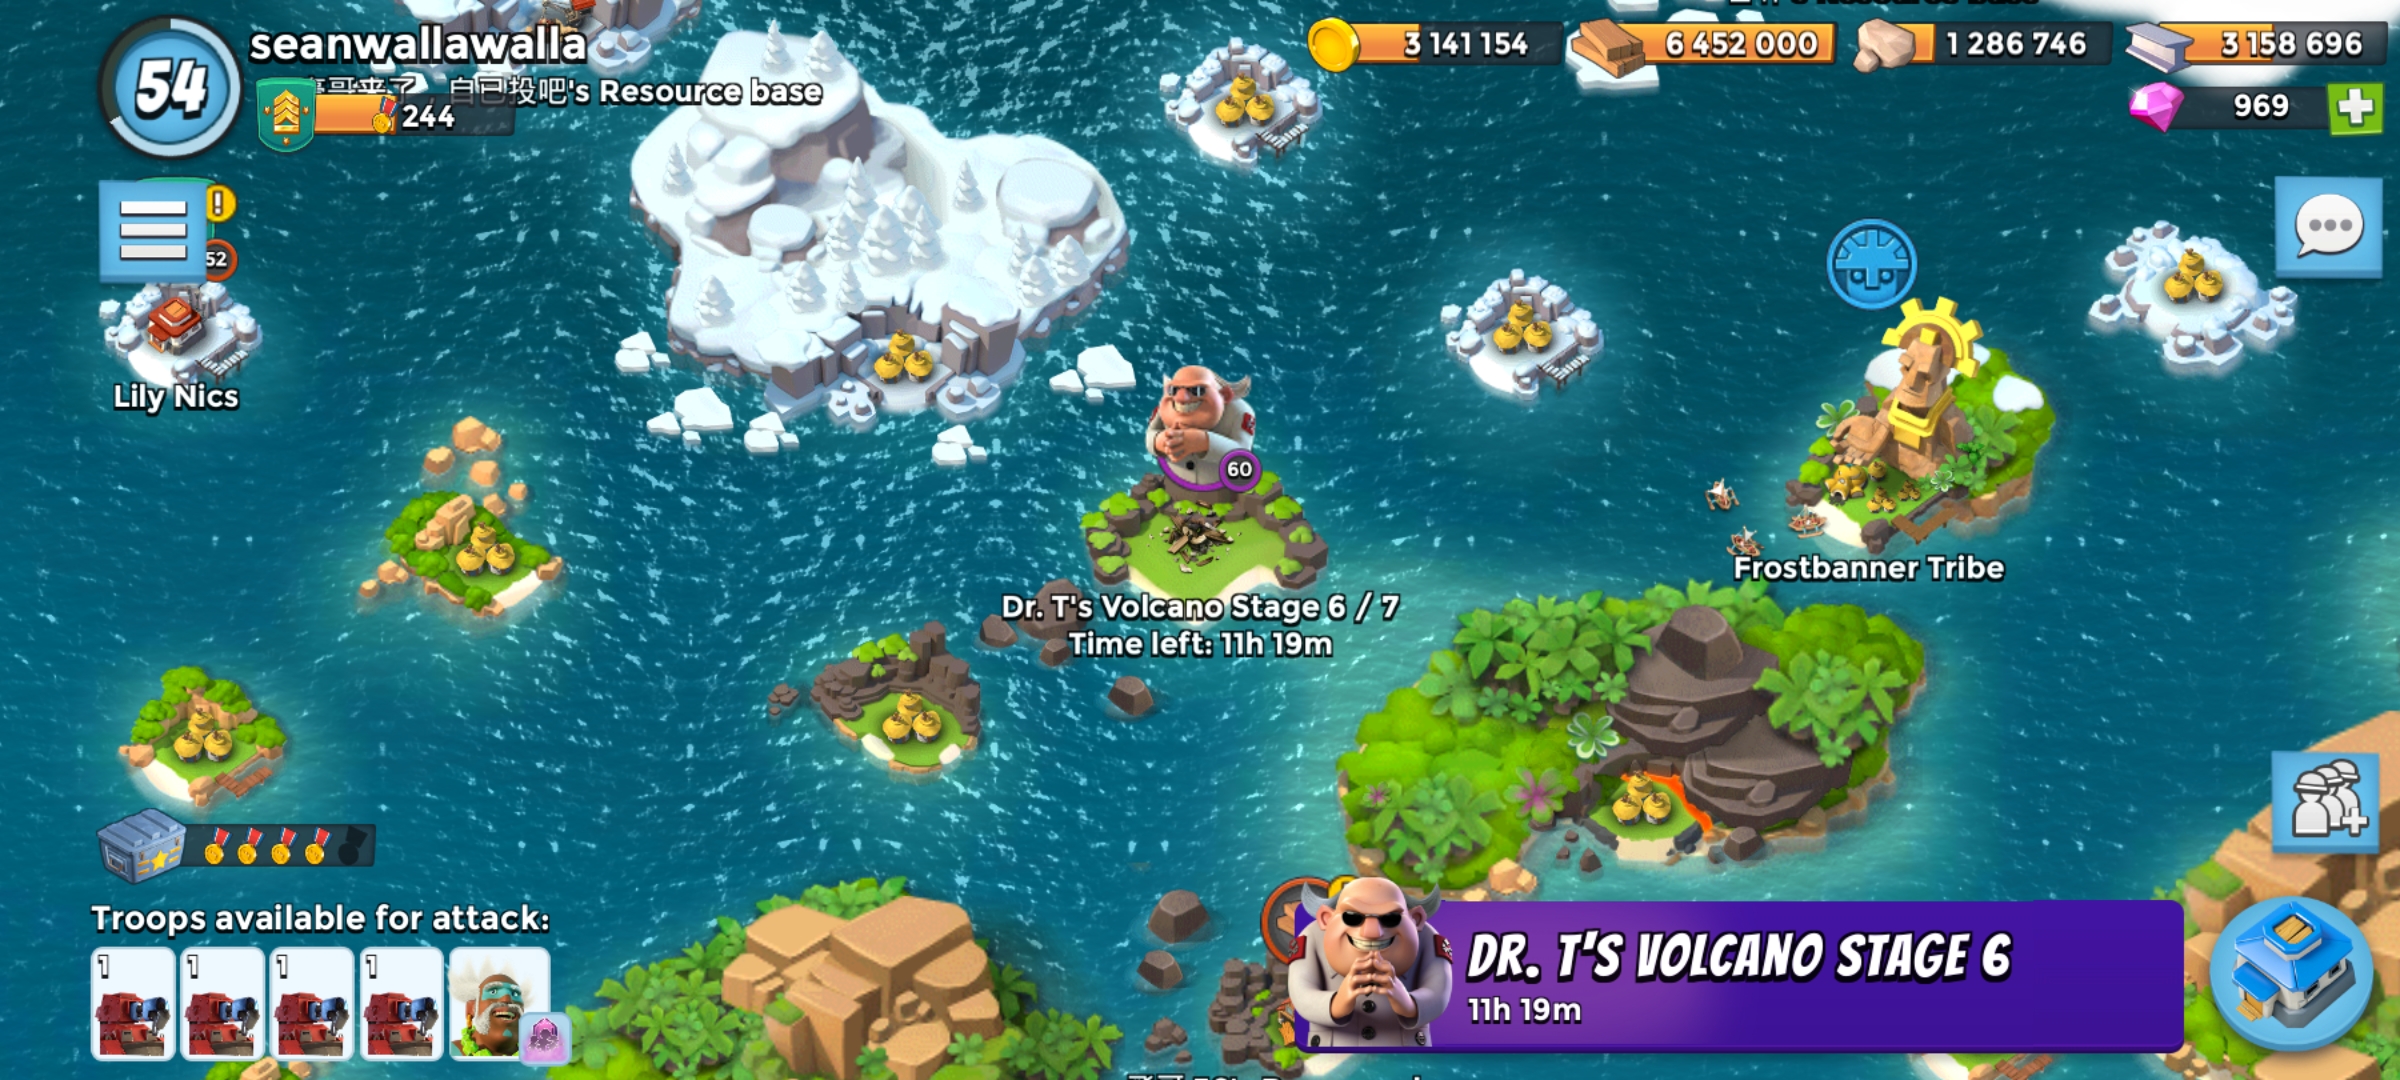 seanwallawalla
54
自已投吧's Resource base
244
3 141 154
6 452 000
1 286 746
3 158 696
969
!
52
Lily Nics
60
Dr. T's Volcano Stage 6 / 7
Time left: 11h 19m
Frostbanner Tribe
Troops available for attack:
1
1
1
1
DR. T'S VOLCANO STAGE 6
11h 19m